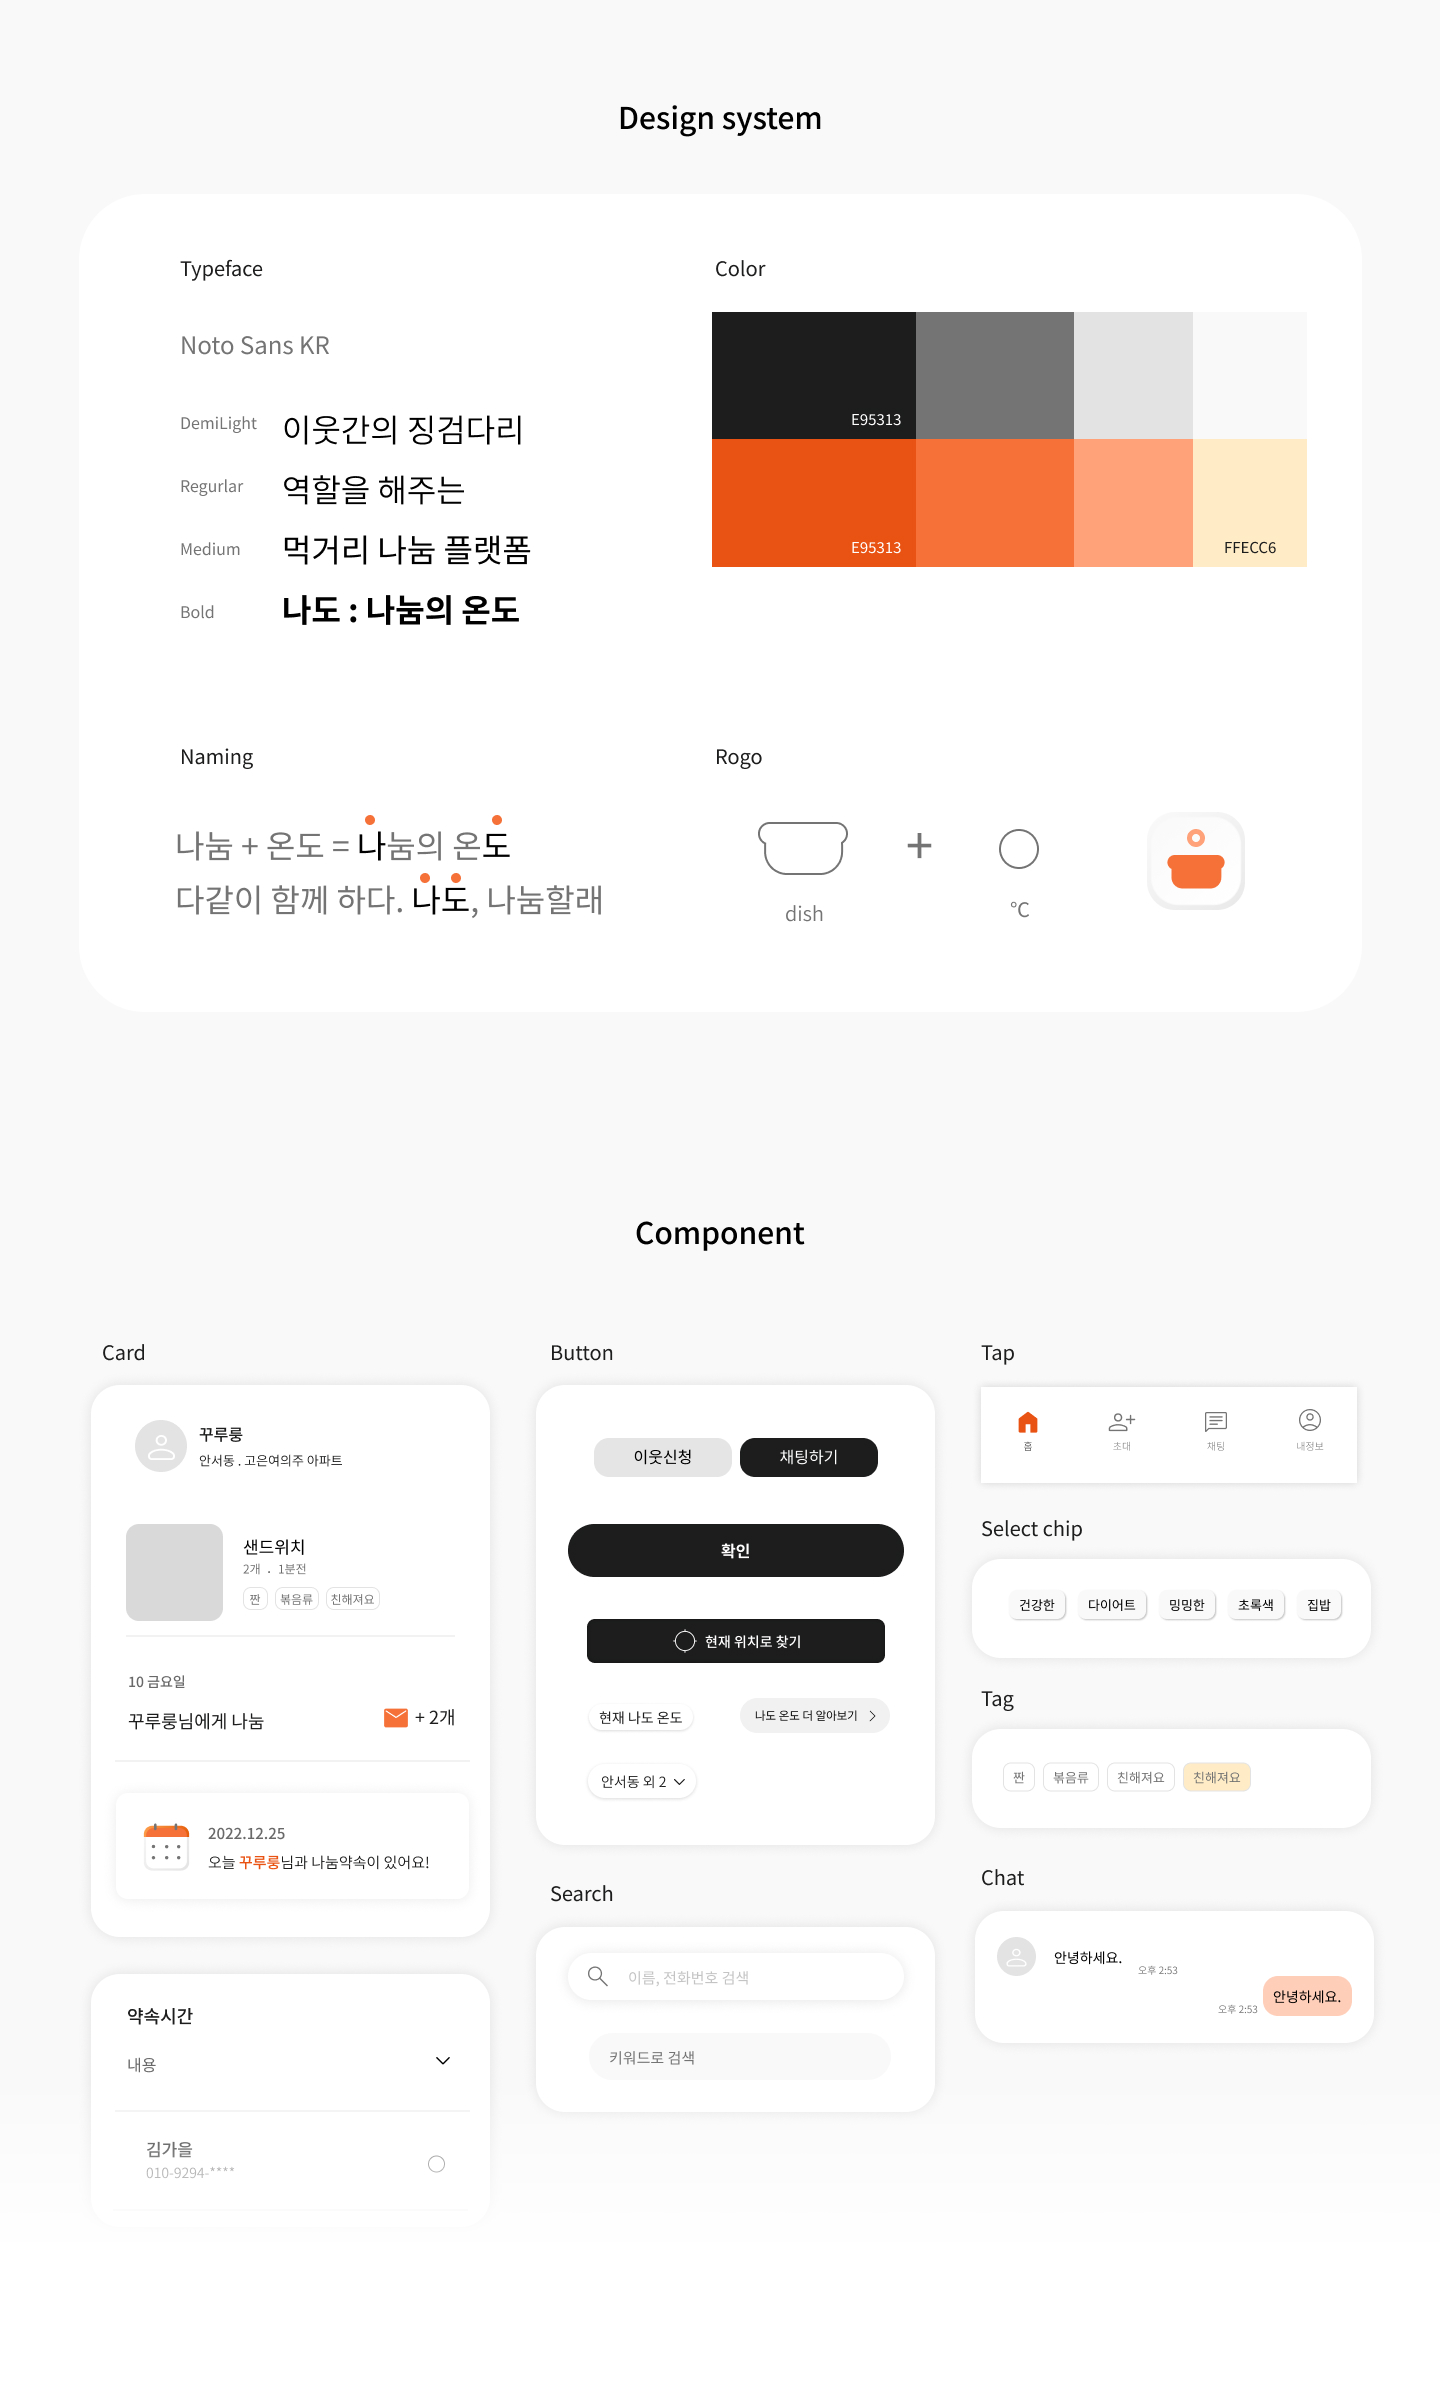 Design system
Typeface
Noto Sans KR
DemiLight 이웃간의 징검다리
Regurlar 역할을 해주는
Medium 먹거리 나눔 플랫폼
Bold 나도 : 나눔의 온도
Color
E95313
E95313
FFECC6
Naming
나눔 + 온도 = 나눔의 온도
다같이 함께 하다. 나도, 나눔할래
Rogo
+
dish
°C
Component
Card
꾸루룽
안서동 . 고은여의주 아파트
샌드위치
2개 . 1분전
짠 볶음류 친해져요
10 금요일
꾸루룽님에게 나눔
+ 2개
2022.12.25
오늘 꾸루룽님과 나눔약속이 있어요!
약속시간
내용
김가을
010-9294-****
Button
이웃신청 채팅하기
확인
현재 위치로 찾기
현재 나도 온도
나도 온도 더 알아보기
안서동 외 2
Search
이름, 전화번호 검색
키워드로 검색
Tap
홈 초대 채팅 내정보
Select chip
건강한 다이어트 밍밍한 초록색 집밥
Tag
짠 볶음류 친해져요 친해져요
Chat
안녕하세요.
오후 2:53
안녕하세요.
오후 2:53